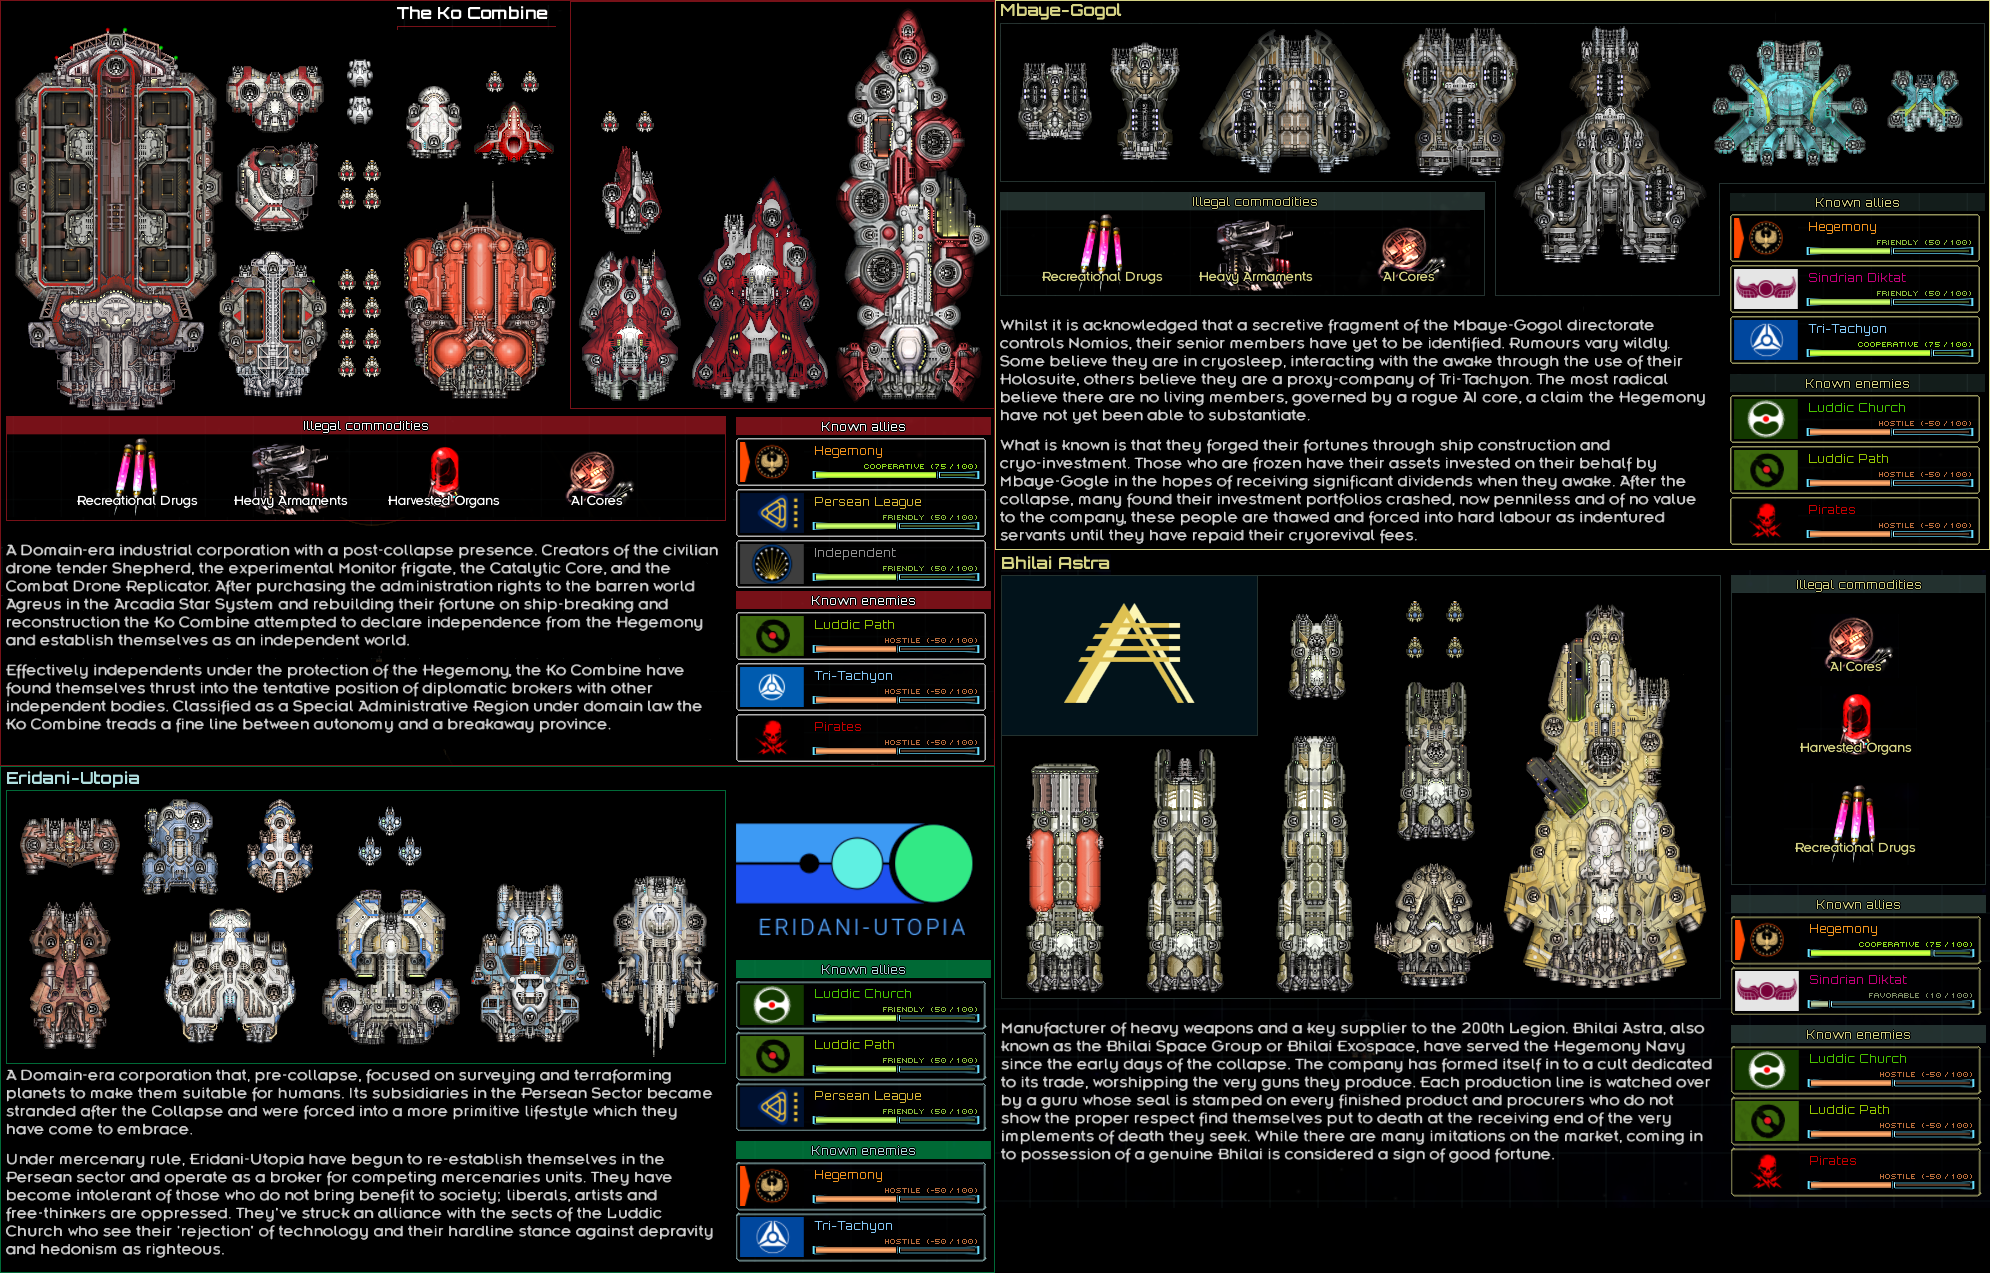 The Ko Combine
Illegal commodities
Recreational Drugs
Heavy Armaments
Harvested Organs
AI Cores
Known allies
Hegemony
COOPERATIVE (75 / 100)
Persean League
FRIENDLY (50 / 100)
Independent
FRIENDLY (50 / 100)
Known enemies
Luddic Path
HOSTILE (-50 / 100)
Tri-Tachyon
HOSTILE (-50 / 100)
Pirates
HOSTILE (-50 / 100)
A Domain-era industrial corporation with a post-collapse presence. Creators of the civilian
drone tender Shepherd, the experimental Monitor frigate, the Catalytic Core, and the
Combat Drone Replicator. After purchasing the administration rights to the barren world
Agreus in the Arcadia Star System and rebuilding their fortune on ship-breaking and
reconstruction the Ko Combine attempted to declare independence from the Hegemony
and establish themselves as an independent world.
Effectively independents under the protection of the Hegemony, the Ko Combine have
found themselves thrust into the tentative position of diplomatic brokers with other
independent bodies. Classified as a Special Administrative Region under domain law the
Ko Combine treads a fine line between autonomy and a breakaway province.
Eridani-Utopia
ERIDANI-UTOPIA
Known allies
Luddic Church
FRIENDLY (50 / 100)
Luddic Path
FRIENDLY (50 / 100)
Persean League
FRIENDLY (50 / 100)
Known enemies
Hegemony
HOSTILE (-50 / 100)
Tri-Tachyon
HOSTILE (-50 / 100)
A Domain-era corporation that, pre-collapse, focused on surveying and terraforming
planets to make them suitable for humans. Its subsidiaries in the Persean Sector became
stranded after the Collapse and were forced into a more primitive lifestyle which they
have come to embrace.
Under mercenary rule, Eridani-Utopia have begun to re-establish themselves in the
Persean sector and operate as a broker for competing mercenaries units. They have
become intolerant of those who do not bring benefit to society; liberals, artists and
free-thinkers are oppressed. They've struck an alliance with the sects of the Luddic
Church who see their 'rejection' of technology and their hardline stance against depravity
and hedonism as righteous.
Mbaye-Gogol
Illegal commodities
Recreational Drugs
Heavy Armaments
AI Cores
Known allies
Hegemony
FRIENDLY (50 / 100)
Sindrian Diktat
FRIENDLY (50 / 100)
Tri-Tachyon
COOPERATIVE (75 / 100)
Known enemies
Luddic Church
HOSTILE (-50 / 100)
Luddic Path
HOSTILE (-50 / 100)
Pirates
HOSTILE (-50 / 100)
Whilst it is acknowledged that a secretive fragment of the Mbaye-Gogol directorate
controls Nomios, their senior members have yet to be identified. Rumours vary wildly.
Some believe they are in cryosleep, interacting with the awake through the use of their
Holosuite, others believe they are a proxy-company of Tri-Tachyon. The most radical
believe there are no living members, governed by a rogue AI core, a claim the Hegemony
have not yet been able to substantiate.
What is known is that they forged their fortunes through ship construction and
cryo-investment. Those who are frozen have their assets invested on their behalf by
Mbaye-Gogle in the hopes of receiving significant dividends when they awake. After the
collapse, many found their investment portfolios crashed, now penniless and of no value
to the company, these people are thawed and forced into hard labour as indentured
servants until they have repaid their cryorevival fees.
Bhilai Astra
Illegal commodities
AI Cores
Harvested Organs
Recreational Drugs
Known allies
Hegemony
COOPERATIVE (75 / 100)
Sindrian Diktat
FAVORABLE (10 / 100)
Known enemies
Luddic Church
HOSTILE (-50 / 100)
Luddic Path
HOSTILE (-50 / 100)
Pirates
HOSTILE (-50 / 100)
Manufacturer of heavy weapons and a key supplier to the 200th Legion. Bhilai Astra, also
known as the Bhilai Space Group or Bhilai Exospace, have served the Hegemony Navy
since the early days of the collapse. The company has formed itself in to a cult dedicated
to its trade, worshipping the very guns they produce. Each production line is watched over
by a guru whose seal is stamped on every finished product and procurers who do not
show the proper respect find themselves put to death at the receiving end of the very
implements of death they seek. While there are many imitations on the market, coming in
to possession of a genuine Bhilai is considered a sign of good fortune.